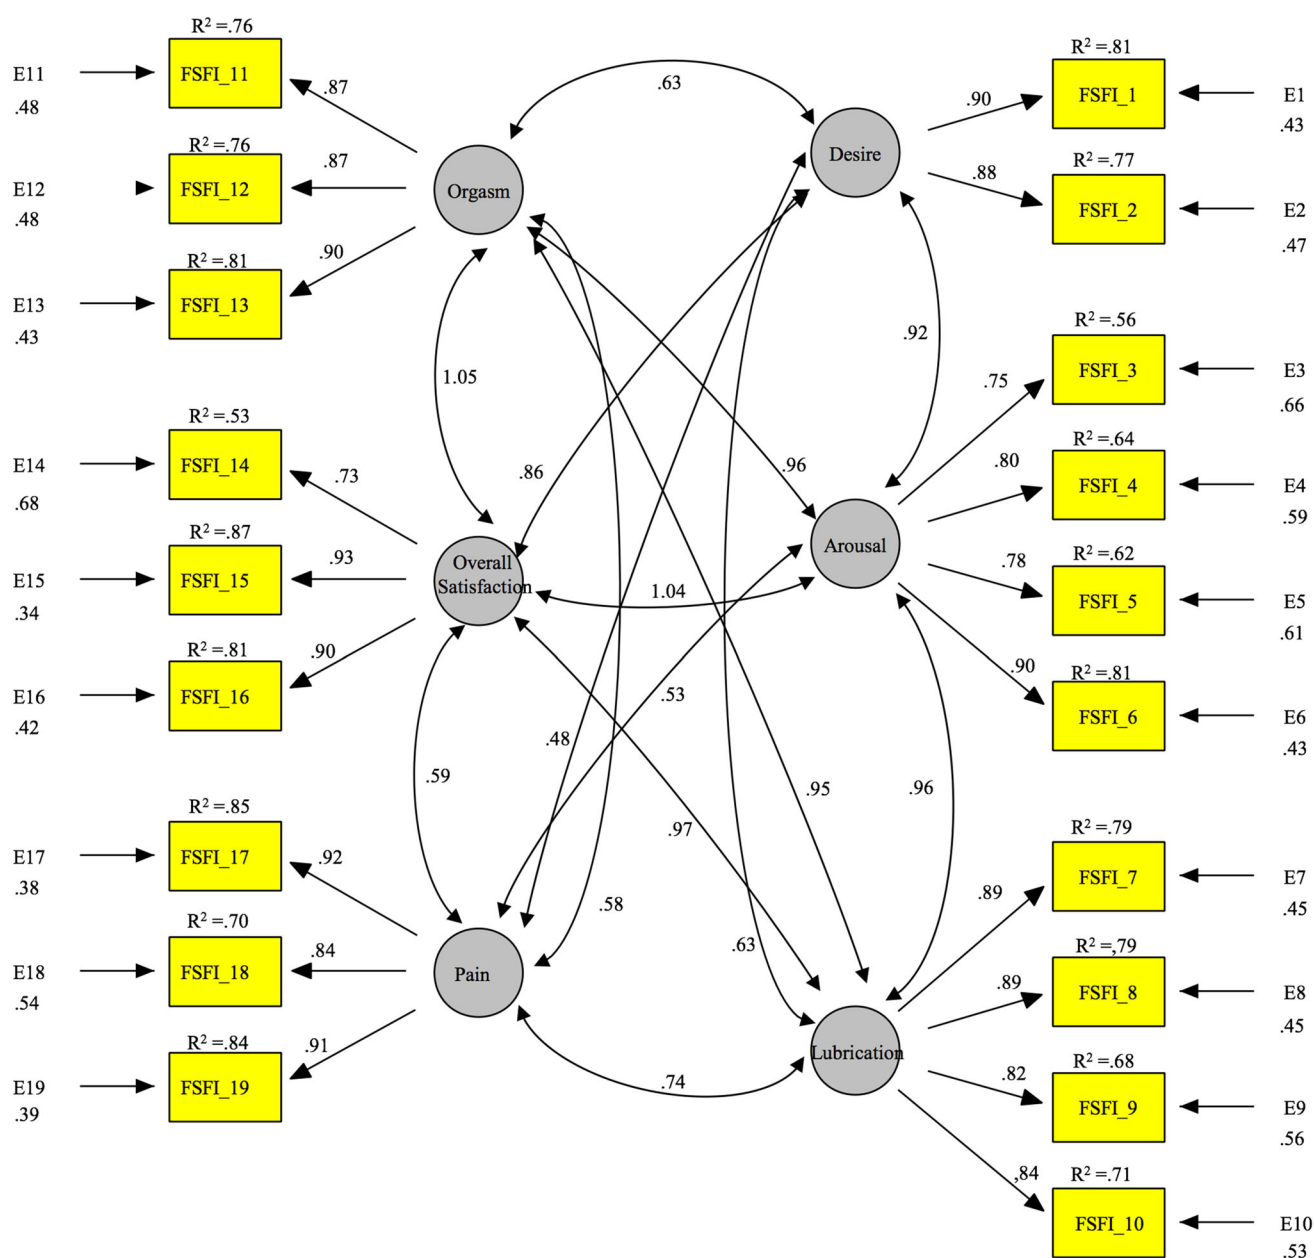 R² =.76
E11
.48
FSFI_11
.87
R² =.76
E12
.48
FSFI_12
.87
R² =.81
E13
.43
FSFI_13
.90
Orgasm
R² =.53
E14
.68
FSFI_14
.73
R² =.87
E15
.34
FSFI_15
.93
R² =.81
E16
.42
FSFI_16
.90
Overall
Satisfaction
R² =.85
E17
.38
FSFI_17
.92
R² =.70
E18
.54
FSFI_18
.84
R² =.84
E19
.39
FSFI_19
.91
Pain
.63
1.05
.86
.96
.92
1.04
.53
.48
.59
.95
.97
.96
.58
.63
.74
Desire
R² =.81
.90
FSFI_1
E1
.43
R² =.77
.88
FSFI_2
E2
.47
Arousal
R² =.56
.75
FSFI_3
E3
.66
R² =.64
.80
FSFI_4
E4
.59
R² =.62
.78
FSFI_5
E5
.61
R² =.81
.90
FSFI_6
E6
.43
Lubrication
R² =.79
.89
FSFI_7
E7
.45
R² =,79
.89
FSFI_8
E8
.45
R² =.68
.82
FSFI_9
E9
.56
R² =.71
,84
FSFI_10
E10
.53